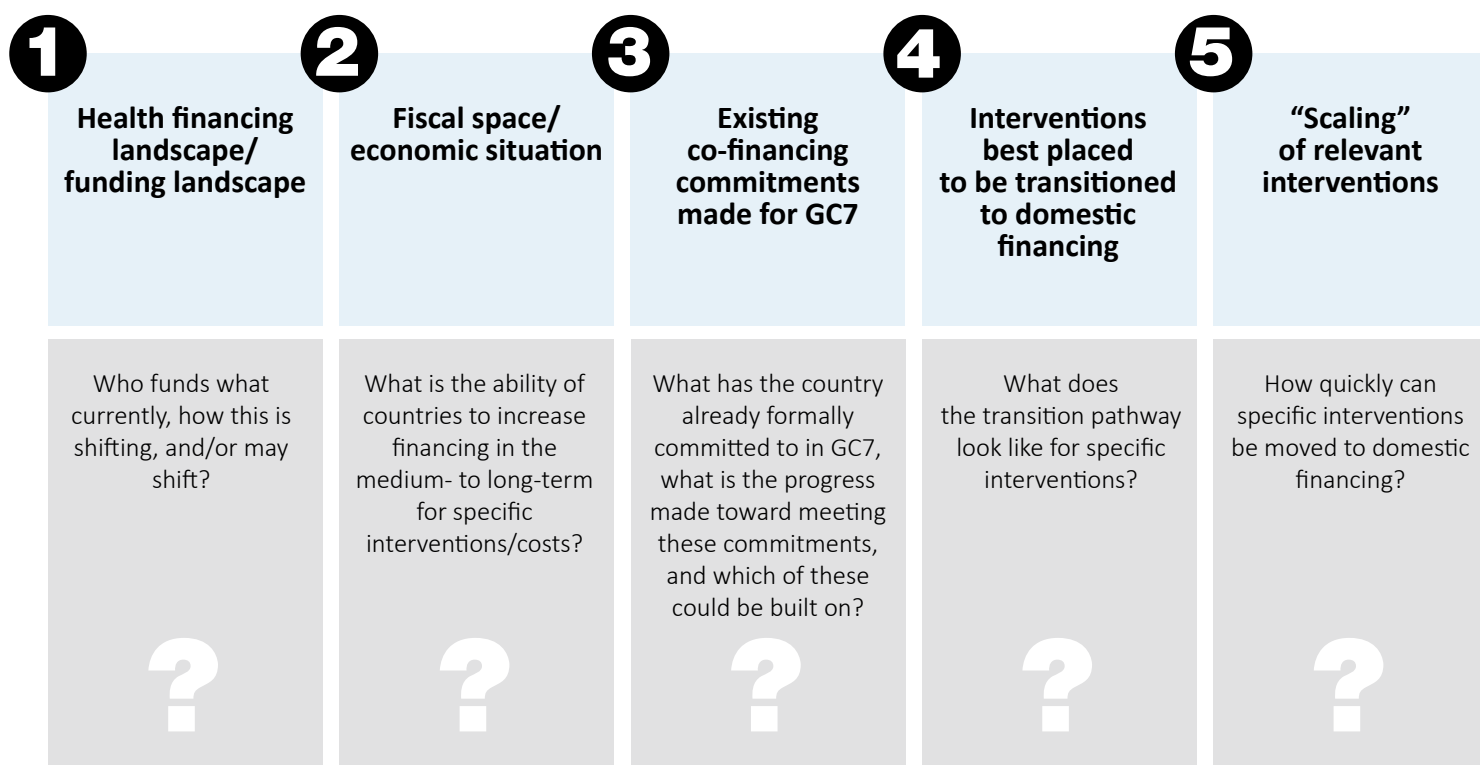 1
Health financing
landscape/
funding landscape
Who funds what
currently, how this is
shifting, and/or may
shift?
?
2
Fiscal space/
economic situation
What is the ability of
countries to increase
financing in the
medium- to long-term
for specific
interventions/costs?
?
3
Existing
co-financing
commitments
made for GC7
What has the country
already formally
committed to in GC7,
what is the progress
made toward meeting
these commitments,
and which of these
could be built on?
?
4
Interventions
best placed
to be transitioned
to domestic
financing
What does
the transition pathway
look like for specific
interventions?
?
5
“Scaling”
of relevant
interventions
How quickly can
specific interventions
be moved to domestic
financing?
?